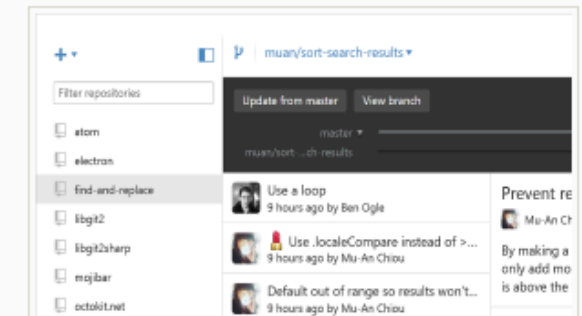 muan/sort-search-results
Filter repositories
atom
electron
find-and-replace
libgit2
libgit2sharp
mojibar
octokit.net
Update from master
View branch
master
muan/sort-...ch-results
Use a loop
9 hours ago by Ben Ogle
Use .localeCompare instead of >...
9 hours ago by Mu-An Chiou
Default out of range so results won't...
9 hours ago by Mu-An Chiou
Prevent re
Mu-An Ch
By making a
only add mo
is above the